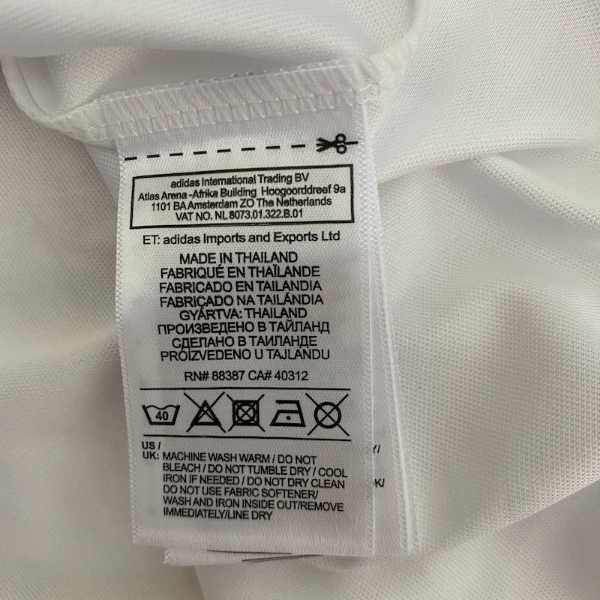 adidas International Trading BV
Atlas Arena -Afrika Building Hoogoorddreef 9a
1101 BA Amsterdam ZO The Netherlands
VAT NO. NL 8073.01.322.B.01
ET: adidas Imports and Exports Ltd
MADE IN THAILAND
FABRIQUÉ EN THAÏLANDE
FABRICADO EN TAILANDIA
FABRICADO NA TAILÂNDIA
GYÁRTVA: THAILAND
ПРОИЗВЕДЕНО В ТАЙЛАНД
СДЕЛАНО В ТАИЛАНДЕ
PROIZVEDENO U TAJLANDU
RN# 88387 CA# 40312
40
US /
UK: MACHINE WASH WARM / DO NOT
BLEACH / DO NOT TUMBLE DRY / COOL
IRON IF NEEDED / DO NOT DRY CLEAN
DO NOT USE FABRIC SOFTENER/
WASH AND IRON INSIDE OUT/REMOVE
IMMEDIATELY/LINE DRY